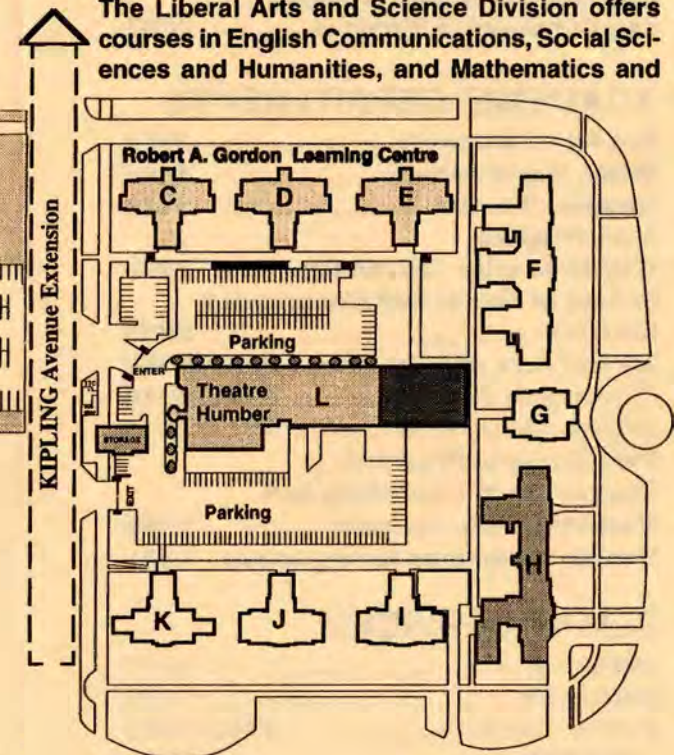 The Liberal Arts and Science Division offers
courses in English Communications, Social Sci-
ences and Humanities, and Mathematics and
Robert A. Gordon Learning Centre
C D E
KIPLING Avenue Extension
F
Parking
ENTER
Theatre
Humber
L
G
STORAGE
EXIT
Parking
H
K J I